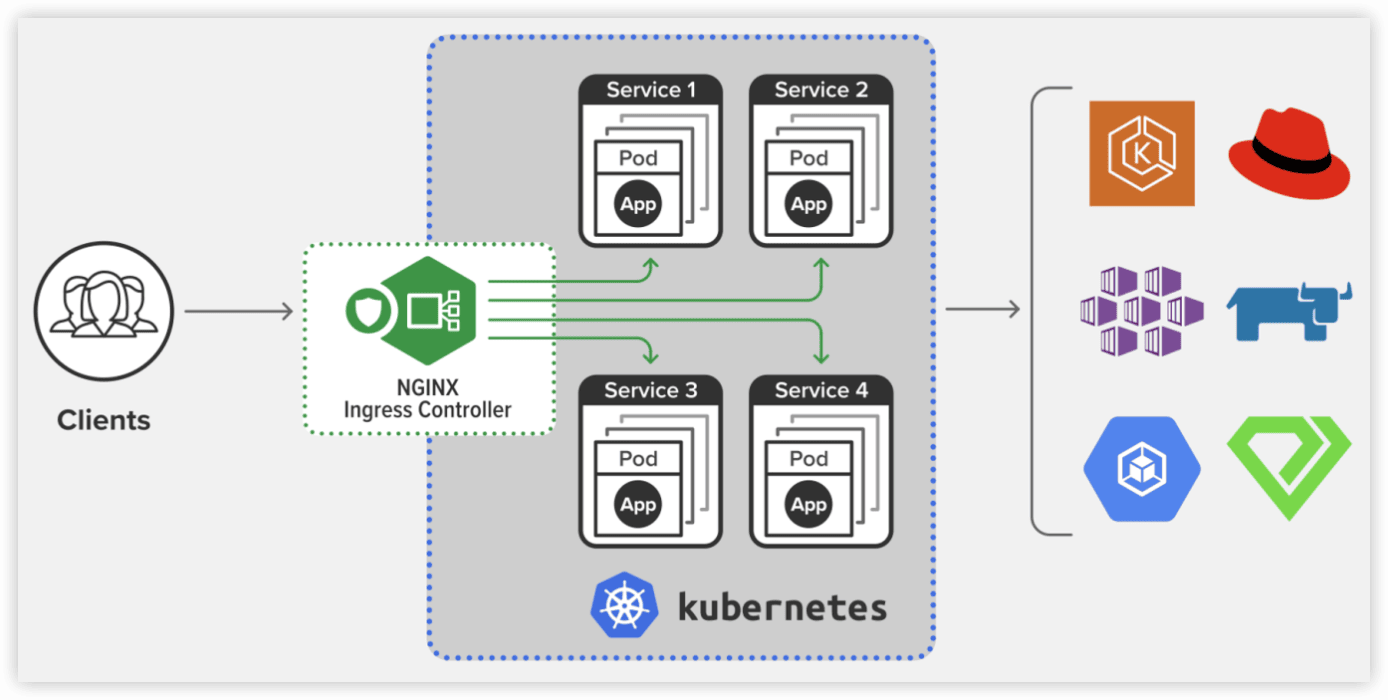 Clients
NGINX
Ingress Controller
Service 1
Pod
App
Service 2
Pod
App
Service 3
Pod
App
Service 4
Pod
App
kubernetes
K